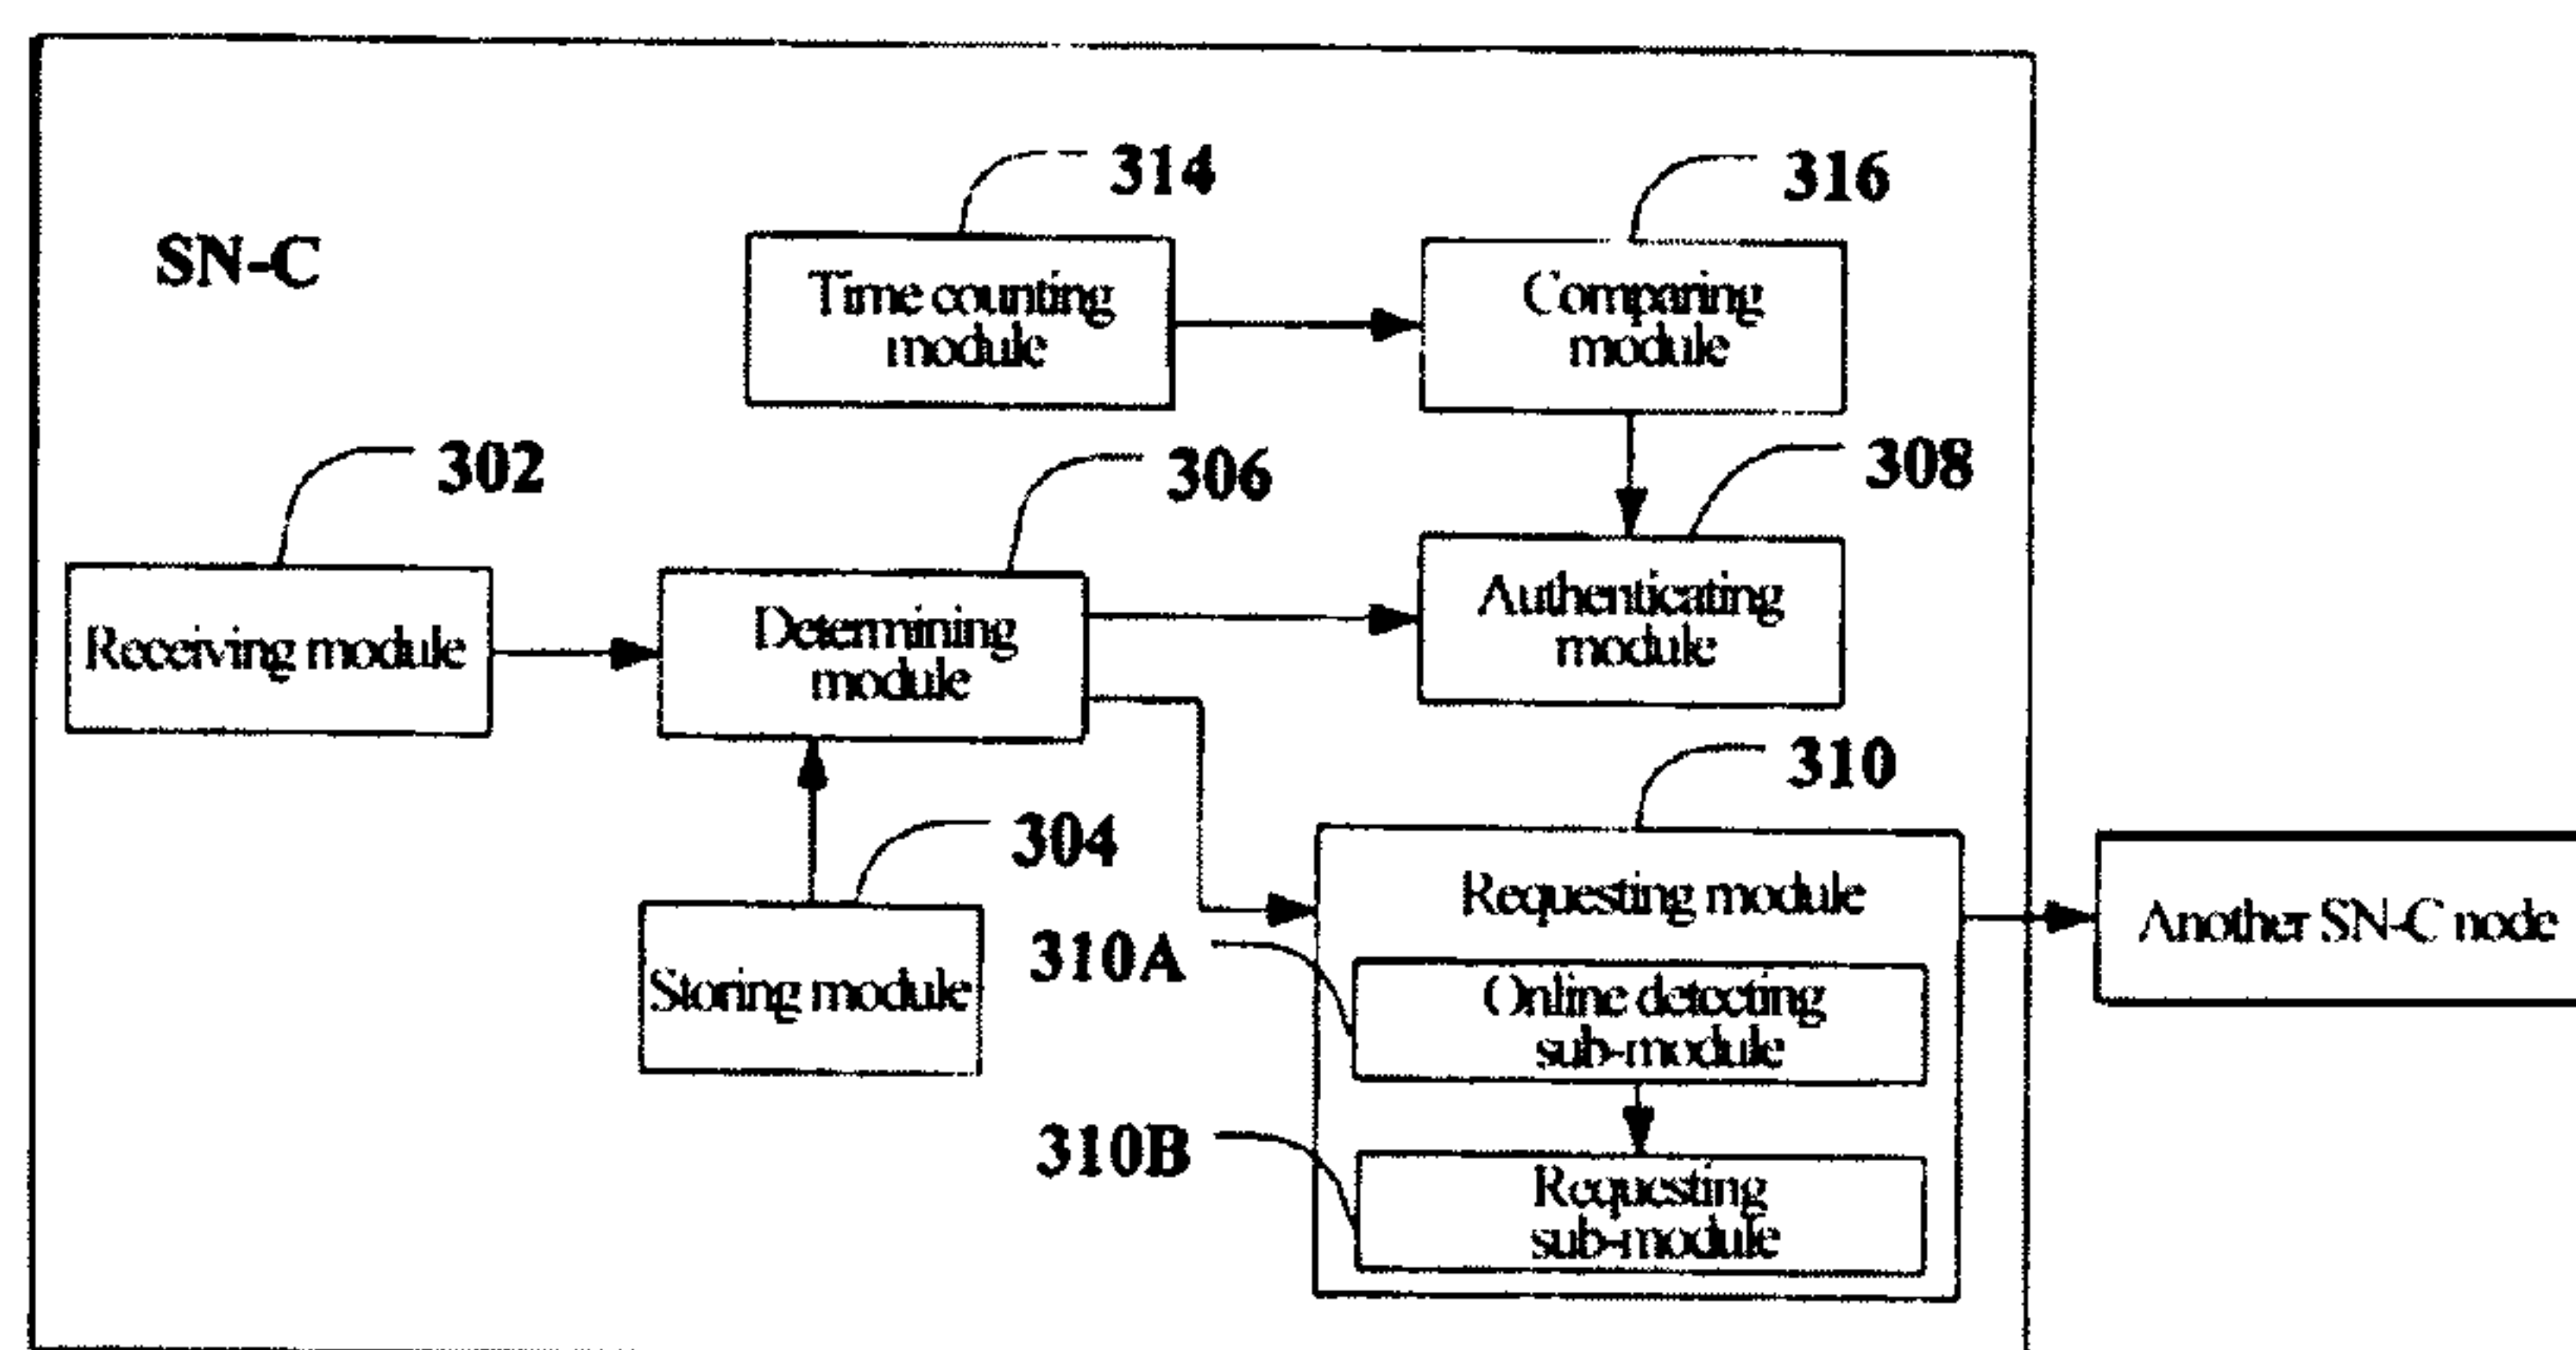 314
316
SN-C
Time counting
module
Comparing
module
302
306
308
Receiving module
Determining
module
Authenticating
module
310
304
Requesting module
Another SN-C node
310A
Storing module
Online detecting
sub-module
310B
Requesting
sub-module